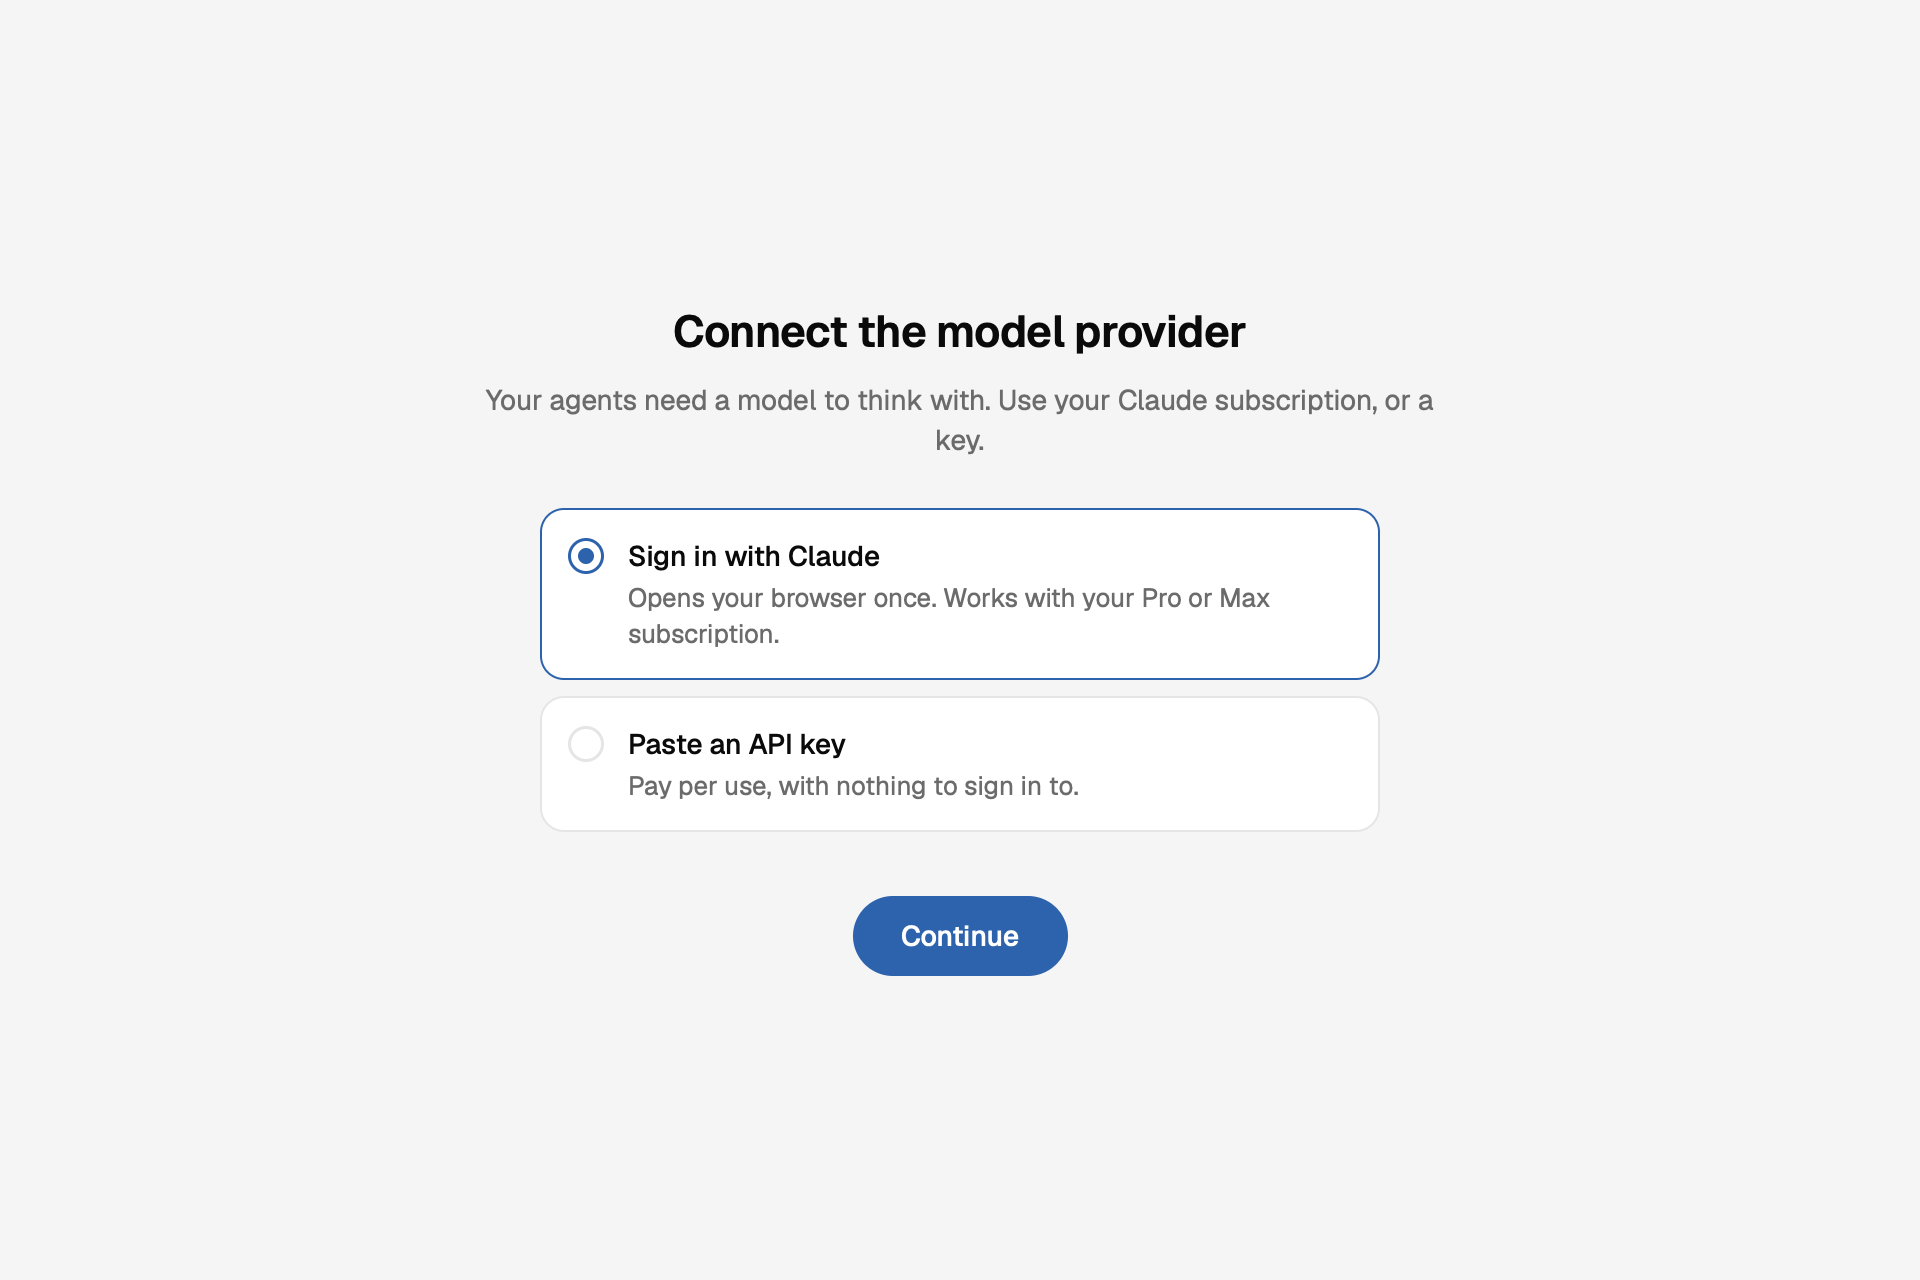 Connect the model provider
Your agents need a model to think with. Use your Claude subscription, or a
key.
Sign in with Claude
Opens your browser once. Works with your Pro or Max
subscription.
Paste an API key
Pay per use, with nothing to sign in to.
Continue